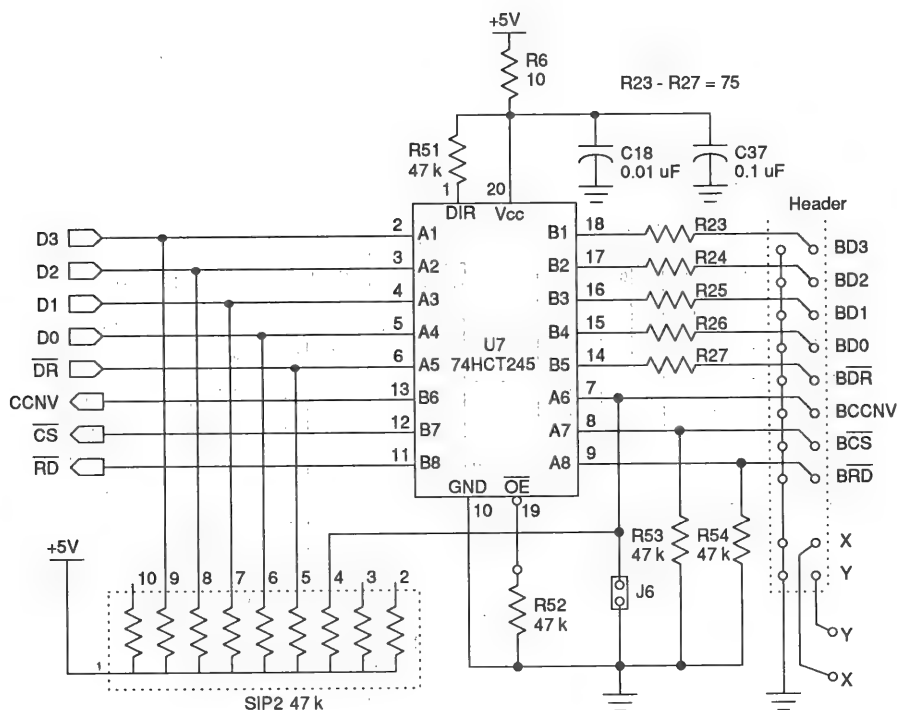 +5V
R6
10
R23 - R27 = 75
R51
47 k
C18
0.01 uF
C37
0.1 uF
1
20
DIR
Vcc
Header
D3
2
A1
B1
18
R23
BD3
D2
3
A2
B2
17
R24
BD2
D1
4
A3
B3
16
R25
BD1
D0
5
A4
B4
15
R26
BD0
U7
74HCT245
DR
6
A5
B5
14
R27
BDR
CCNV
13
B6
A6
7
BCCNV
CS
12
B7
A7
8
BCS
RD
11
B8
A8
9
BRD
GND
OE
10
19
+5V
R53
47 k
R54
47 k
X
Y
10
9
8
7
6
5
4
3
2
R52
47 k
J6
Y
X
1
SIP2 47 k